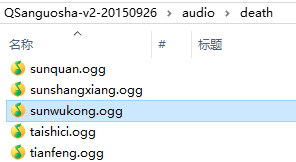 QSanguosha-v2-20150926 › audio › death
名称 # 标题
sunquan.ogg
sunshangxiang.ogg
sunwukong.ogg
taishici.ogg
tianfeng.ogg